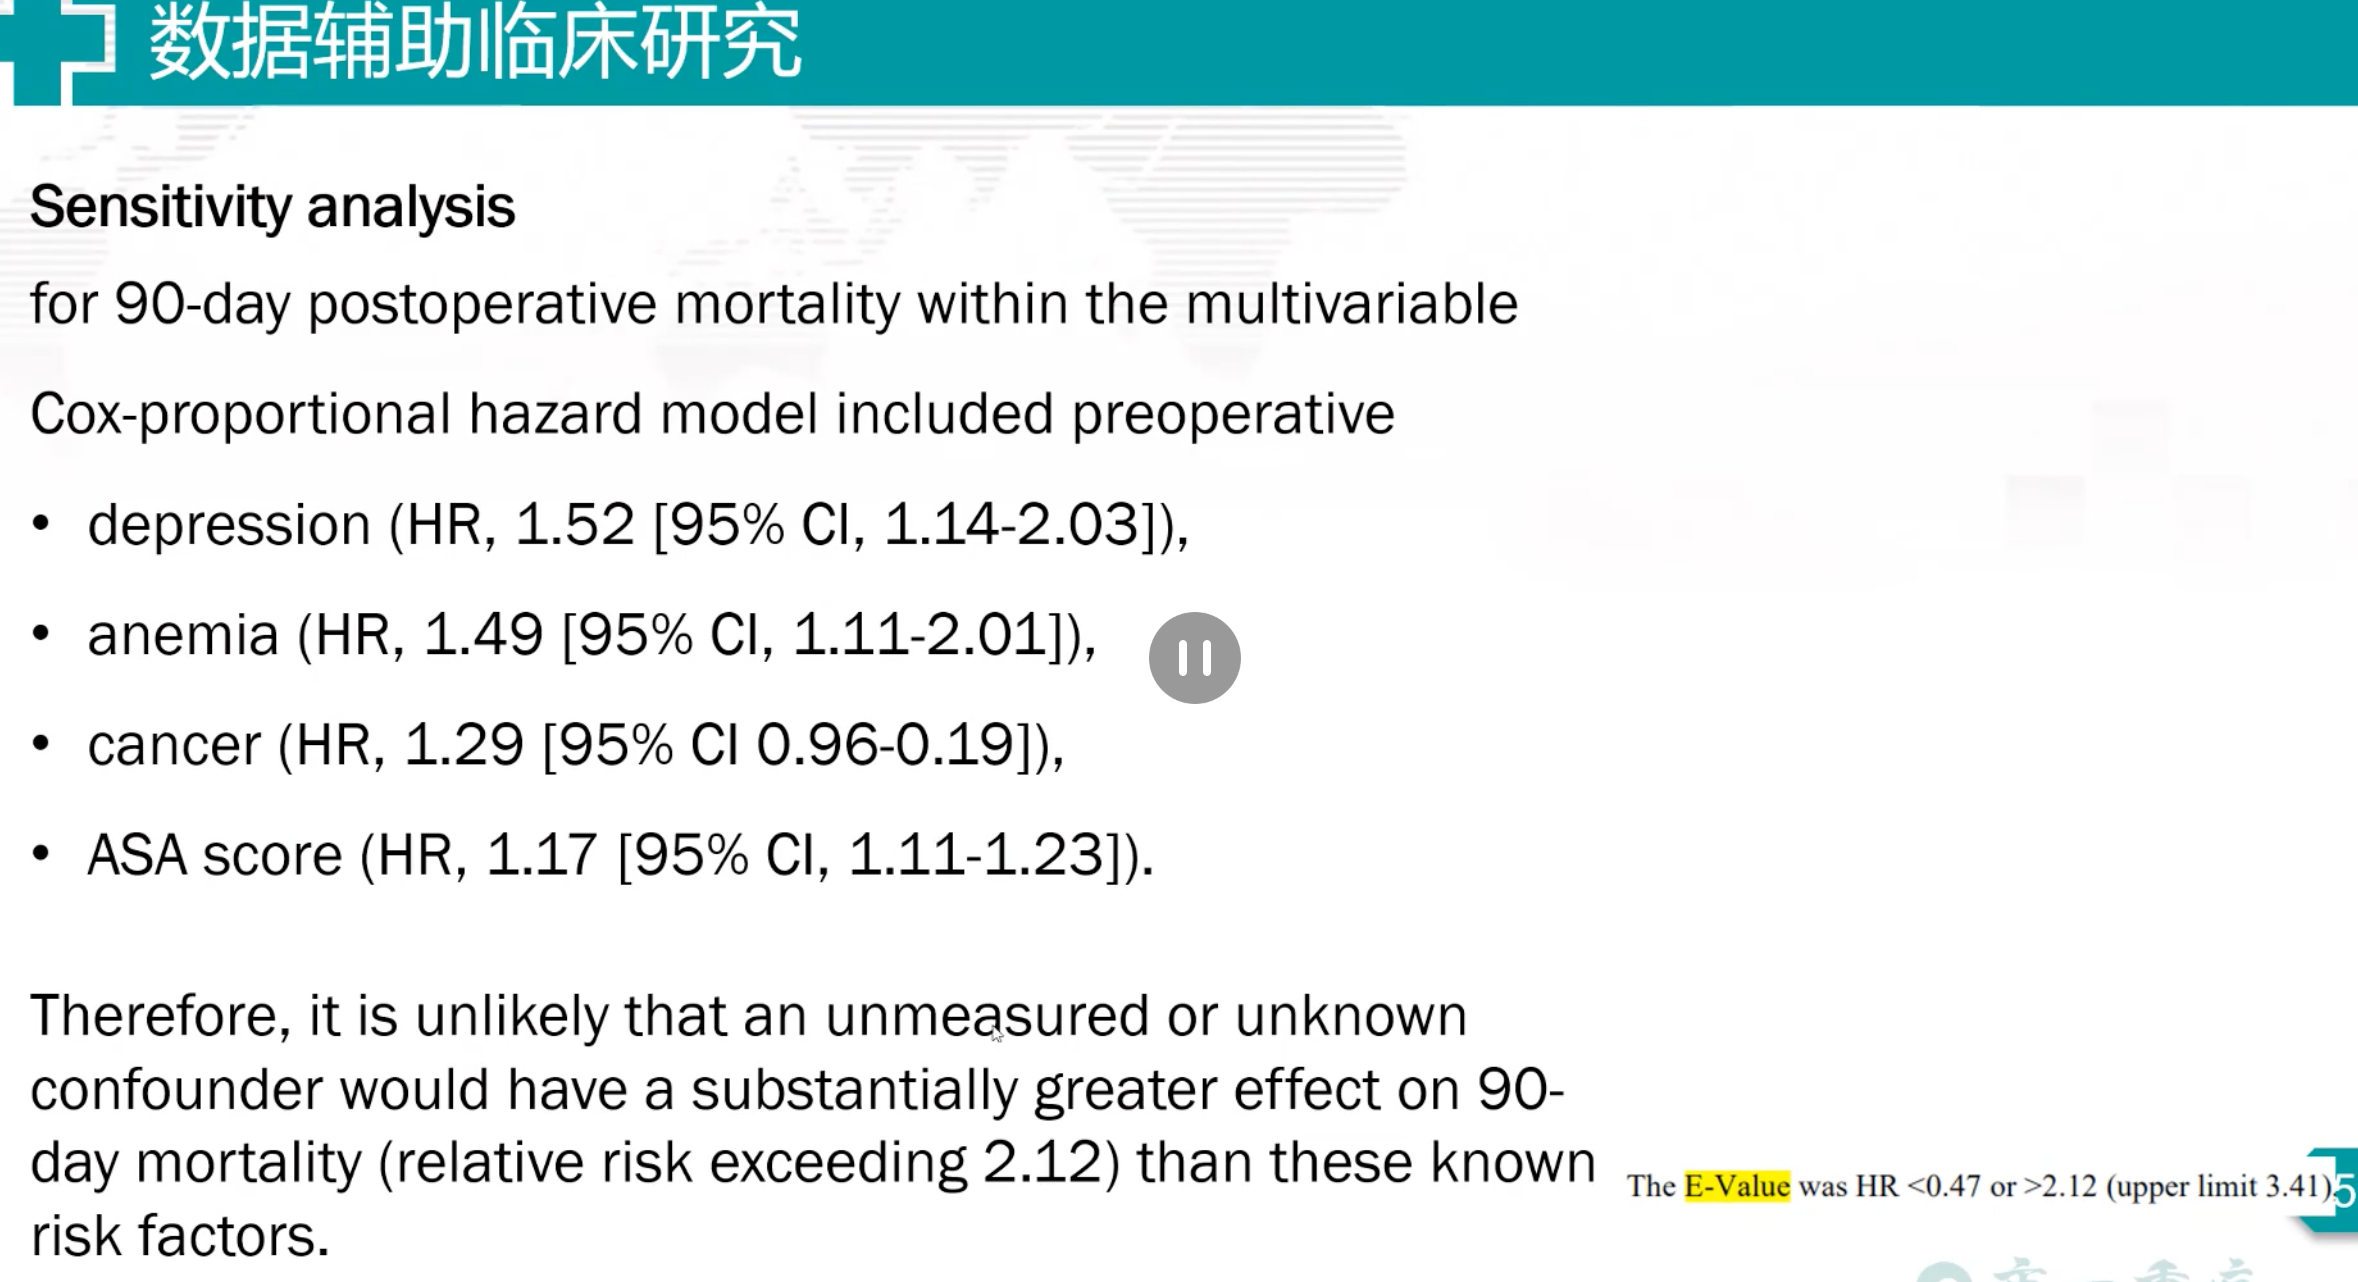 数据辅助临床研究
Sensitivity analysis
for 90-day postoperative mortality within the multivariable
Cox-proportional hazard model included preoperative
• depression (HR, 1.52 [95% CI, 1.14-2.03]),
• anemia (HR, 1.49 [95% CI, 1.11-2.01]),
• cancer (HR, 1.29 [95% CI 0.96-0.19]),
• ASA score (HR, 1.17 [95% CI, 1.11-1.23]).
Therefore, it is unlikely that an unmeasured or unknown
confounder would have a substantially greater effect on 90-
day mortality (relative risk exceeding 2.12) than these known
risk factors.
The E-Value was HR <0.47 or >2.12 (upper limit 3.41)
5